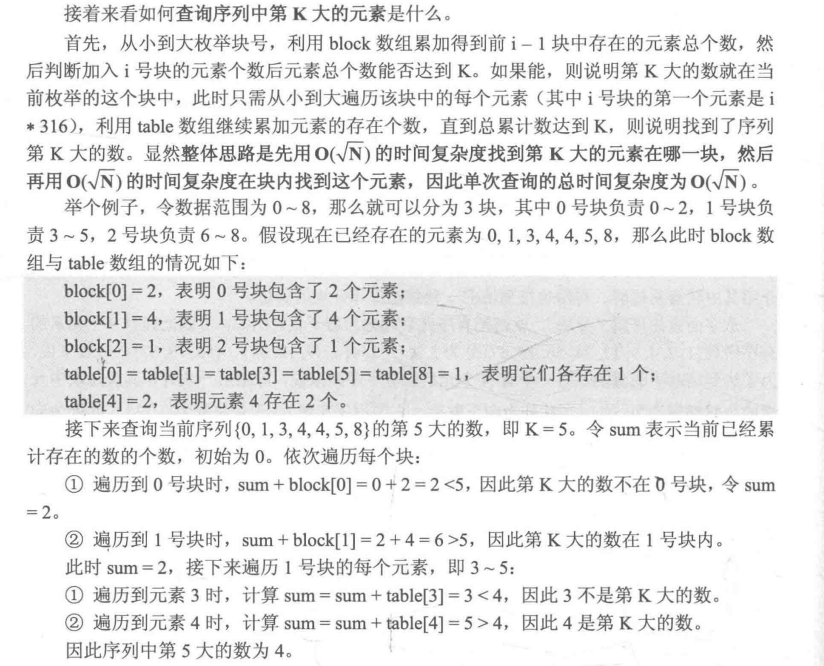 接着来看如何查询序列中第 K 大的元素是什么。
首先，从小到大枚举块号，利用 block 数组累加得到前 i – 1 块中存在的元素总个数，然
后判断加入 i 号块的元素个数后元素总个数能否达到 K。如果能，则说明第 K 大的数就在当
前枚举的这个块中，此时只需从小到大遍历该块中的每个元素（其中 i 号块的第一个元素是 i
* 316），利用 table 数组继续累加元素的存在个数，直到总累计数达到 K，则说明找到了序列
第 K 大的数。显然整体思路是先用 O(√N) 的时间复杂度找到第 K 大的元素在哪一块，然后
再用 O(√N) 的时间复杂度在块内找到这个元素，因此单次查询的总时间复杂度为 O(√N) 。
举个例子，令数据范围为 0 ~ 8，那么就可以分为 3 块，其中 0 号块负责 0 ~ 2，1 号块负
责 3 ~ 5，2 号块负责 6 ~ 8。假设现在已经存在的元素为 0, 1, 3, 4, 4, 5, 8，那么此时 block 数
组与 table 数组的情况如下：
block[0] = 2，表明 0 号块包含了 2 个元素；
block[1] = 4，表明 1 号块包含了 4 个元素；
block[2] = 1，表明 2 号块包含了 1 个元素；
table[0] = table[1] = table[3] = table[5] = table[8] = 1，表明它们各存在 1 个；
table[4] = 2，表明元素 4 存在 2 个。
接下来查询当前序列{0, 1, 3, 4, 4, 5, 8}的第 5 大的数，即 K = 5。令 sum 表示当前已经累
计存在的数的个数，初始为 0。依次遍历每个块：
① 遍历到 0 号块时，sum + block[0] = 0 + 2 = 2 <5，因此第 K 大的数不在 0 号块，令 sum
= 2。
② 遍历到 1 号块时，sum + block[1] = 2 + 4 = 6 >5，因此第 K 大的数在 1 号块内。
此时 sum = 2，接下来遍历 1 号块的每个元素，即 3 ~ 5：
① 遍历到元素 3 时，计算 sum = sum + table[3] = 3 < 4，因此 3 不是第 K 大的数。
② 遍历到元素 4 时，计算 sum = sum + table[4] = 5 > 4，因此 4 是第 K 大的数。
因此序列中第 5 大的数为 4。